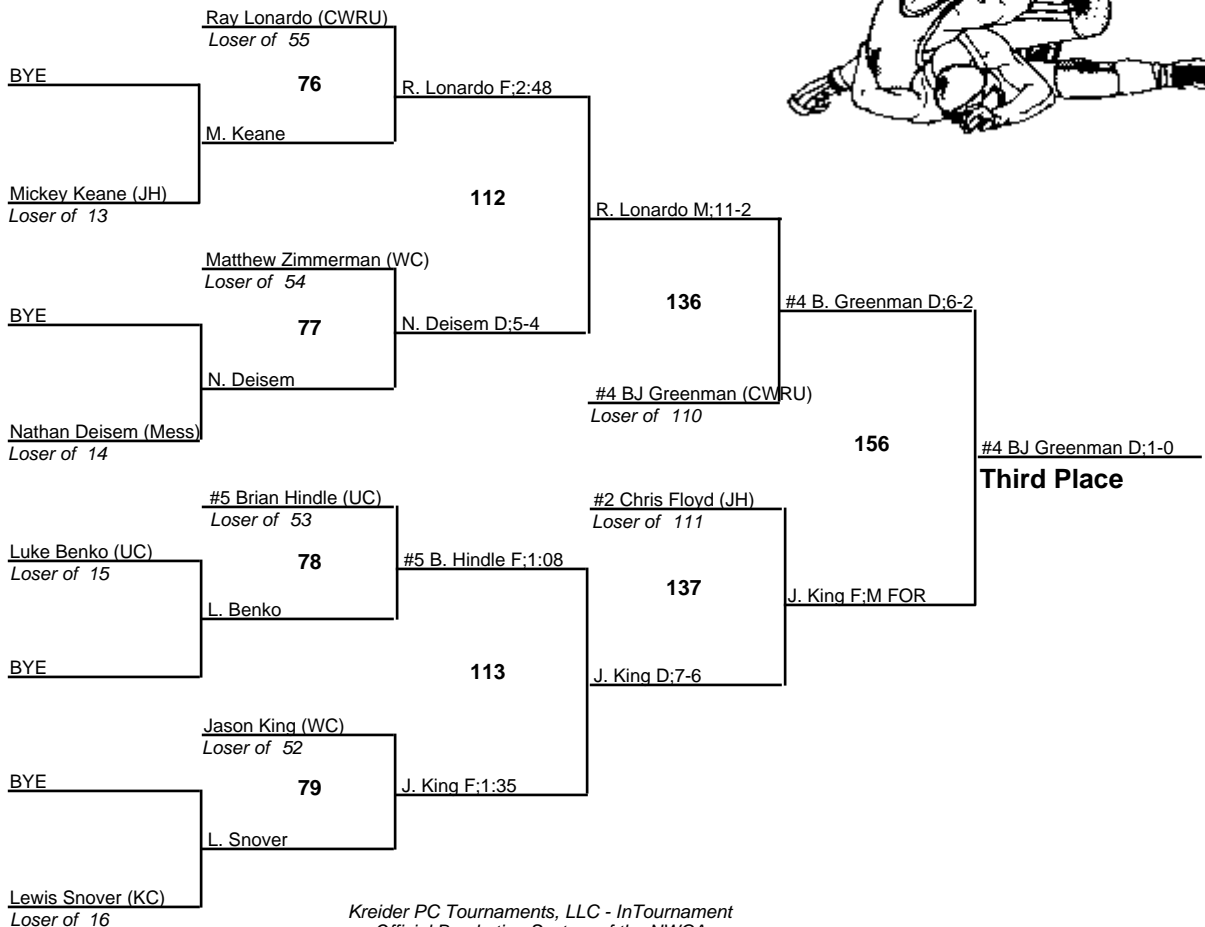 Ray Lonardo (CWRU)
Loser of 55
BYE
76
R. Lonardo F;2:48
M. Keane
Mickey Keane (JH)
Loser of 13
112
R. Lonardo M;11-2
Matthew Zimmerman (WC)
Loser of 54
BYE
77
N. Deisem D;5-4
136
#4 B. Greenman D;6-2
N. Deisem
#4 BJ Greenman (CWRU)
Loser of 110
Nathan Deisem (Mess)
Loser of 14
156
#4 BJ Greenman D;1-0
Third Place
#5 Brian Hindle (UC)
Loser of 53
#2 Chris Floyd (JH)
Loser of 111
Luke Benko (UC)
Loser of 15
78
#5 B. Hindle F;1:08
137
J. King F;M FOR
L. Benko
BYE
113
J. King D;7-6
Jason King (WC)
Loser of 52
BYE
79
J. King F;1:35
L. Snover
Lewis Snover (KC)
Loser of 16
Kreider PC Tournaments, LLC - InTournament